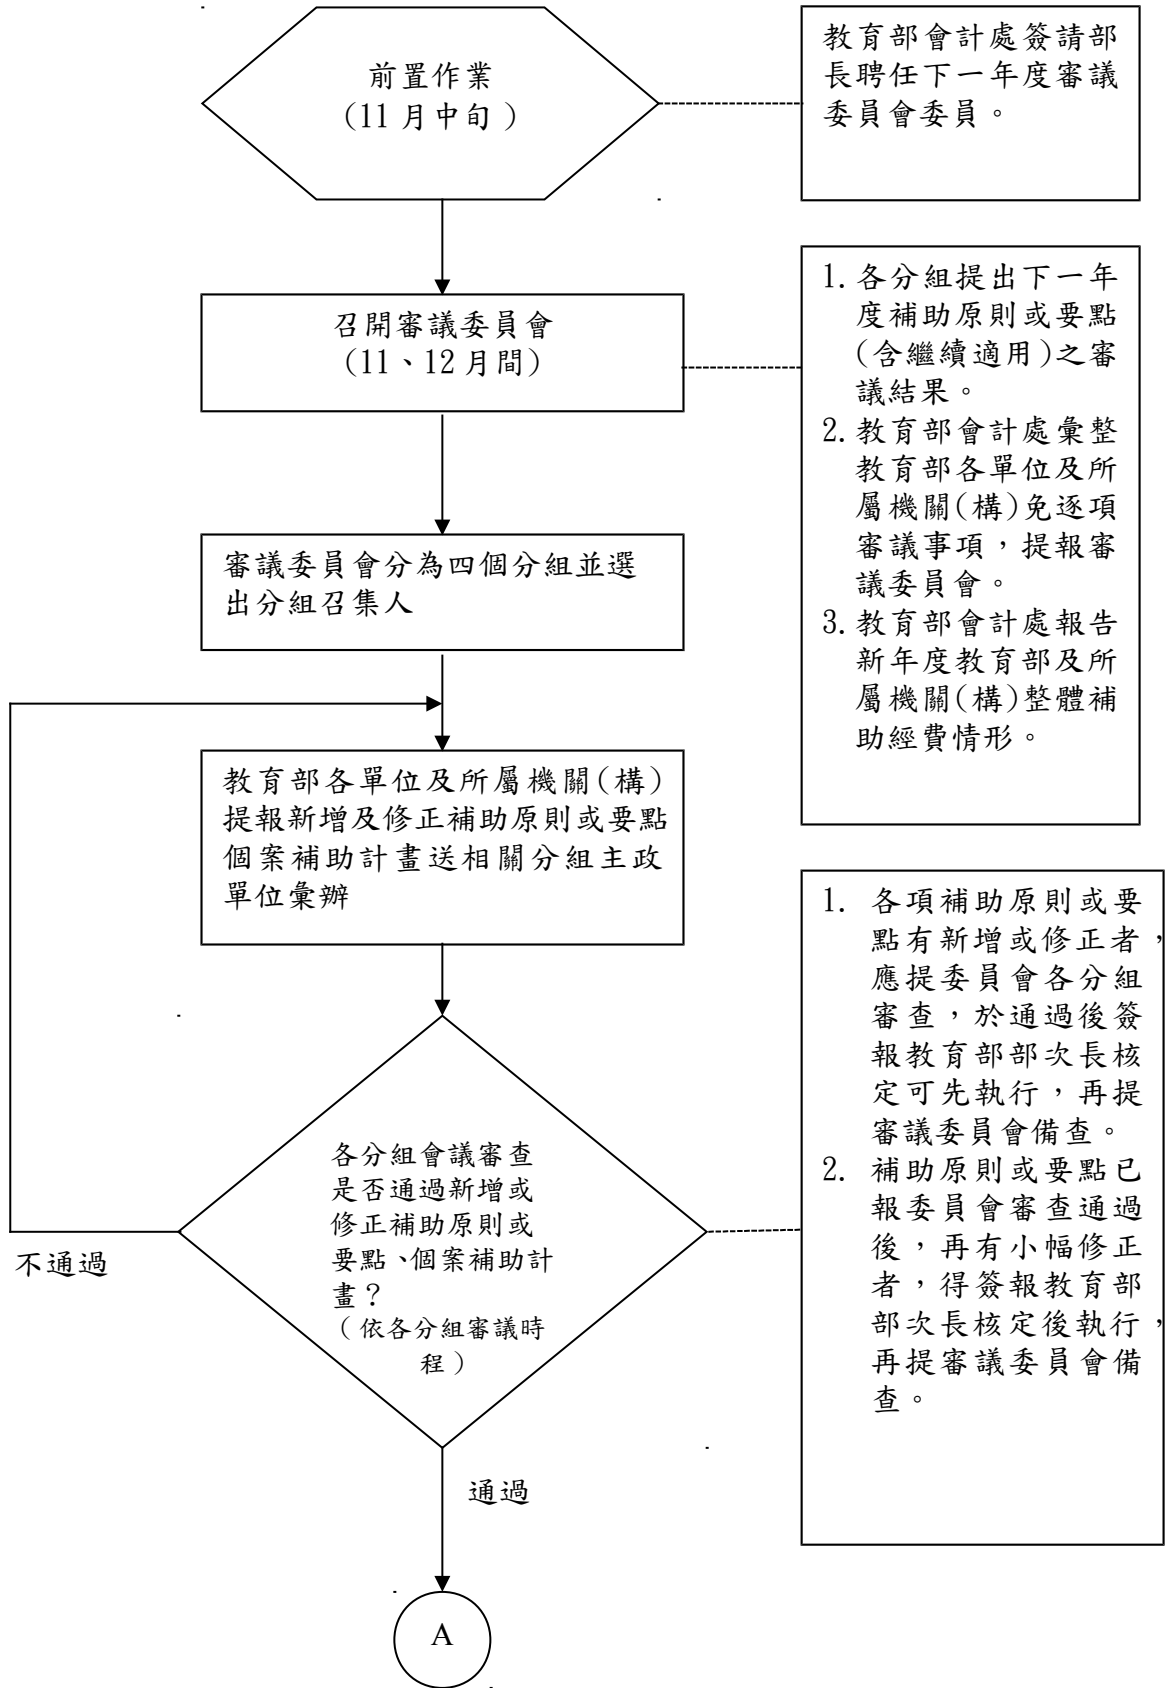 前置作業
(11月中旬)
教育部會計處簽請部
長聘任下一年度審議
委員會委員。
召開審議委員會
(11、12月間)
1.各分組提出下一年
度補助原則或要點
(含繼續適用)之審
議結果。
2.教育部會計處彙整
教育部各單位及所
屬機關(構)免逐項
審議事項，提報審
議委員會。
3.教育部會計處報告
新年度教育部及所
屬機關(構)整體補
助經費情形。
審議委員會分為四個分組並選
出分組召集人
教育部各單位及所屬機關(構)
提報新增及修正補助原則或要點
個案補助計畫送相關分組主政
單位彙辦
各分組會議審查
是否通過新增或
修正補助原則或
要點、個案補助計
畫？
（依各分組審議時
程）
1. 各項補助原則或要
點有新增或修正者，
應提委員會各分組
審查，於通過後簽
報教育部部次長核
定可先執行，再提
審議委員會備查。
2. 補助原則或要點已
報委員會審查通過
後，再有小幅修正
者，得簽報教育部
部次長核定後執行，
再提審議委員會備
查。
不通過
通過
A